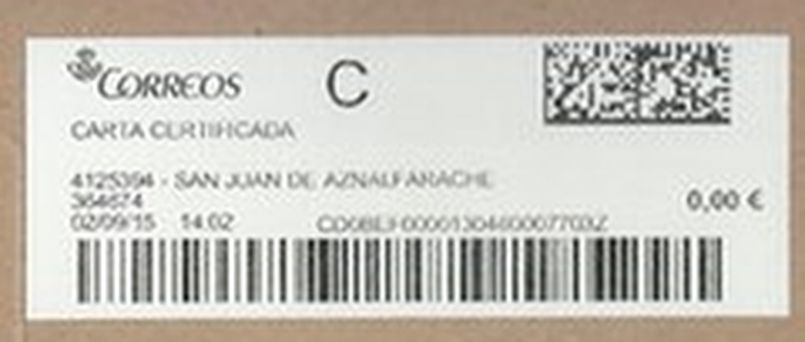 CORREOS
C
CARTA CERTIFICADA
4125394 - SAN JUAN DE AZNALFARACHE
364674
0,00 €
02/09/15 14:02